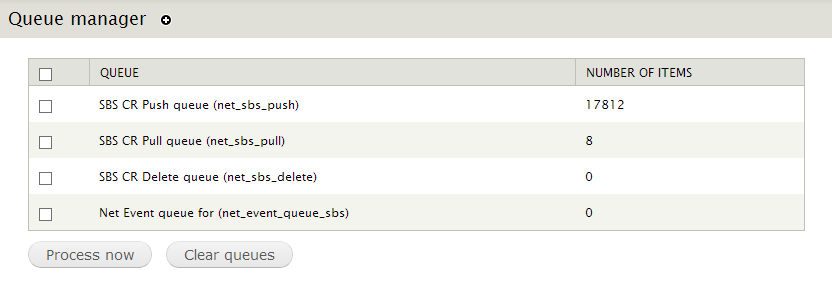 Queue manager
QUEUE NUMBER OF ITEMS
SBS CR Push queue (net_sbs_push) 17812
SBS CR Pull queue (net_sbs_pull) 8
SBS CR Delete queue (net_sbs_delete) 0
Net Event queue for (net_event_queue_sbs) 0
Process now Clear queues